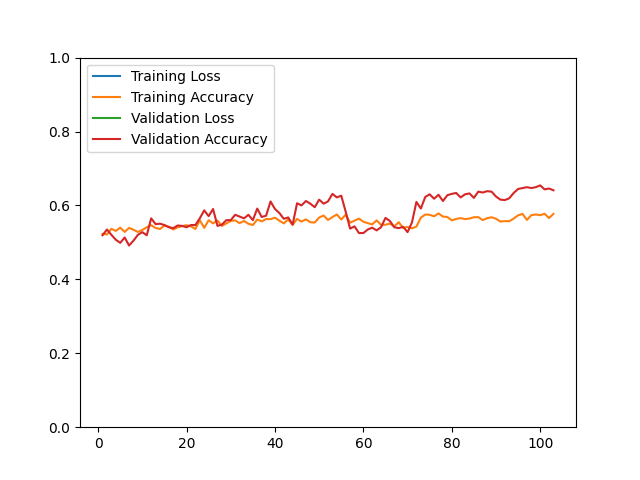 Training Loss
Training Accuracy
Validation Loss
Validation Accuracy
1.0
0.8
0.6
0.4
0.2
0.0
0 20 40 60 80 100